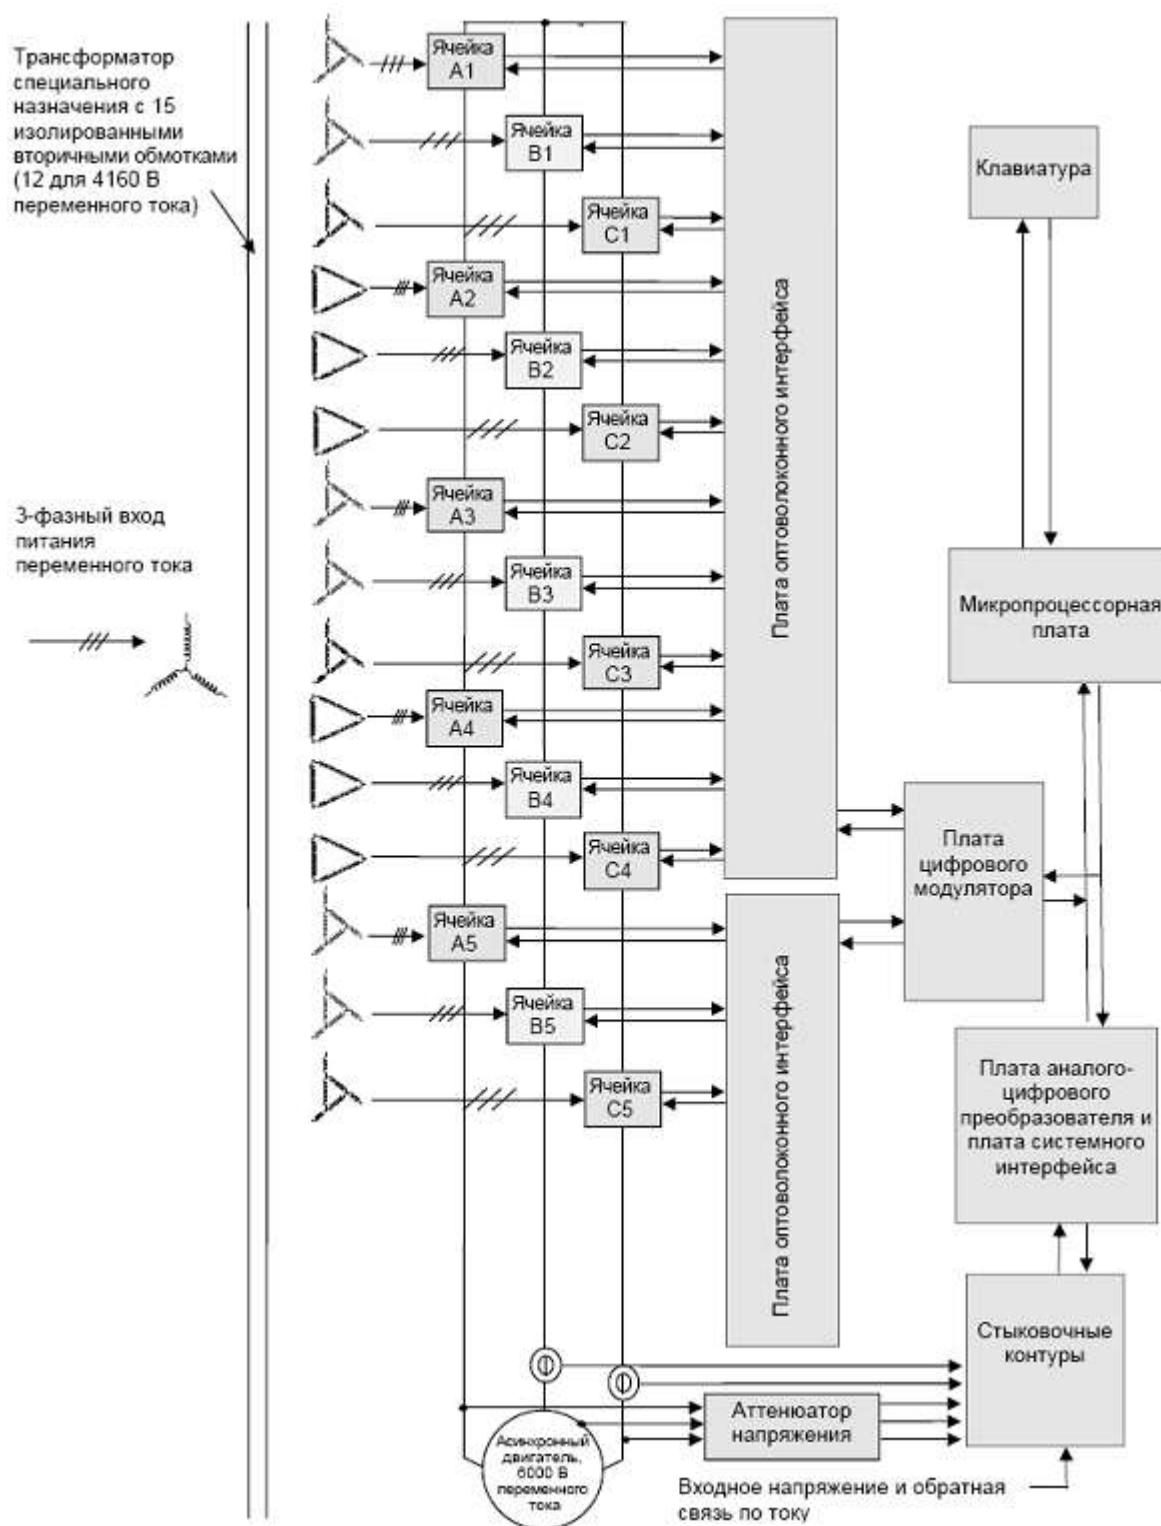 Трансформатор
специального
назначения с 15
изолированными
вторичными обмотками
(12 для 4160 В
переменного тока)
3-фазный вход
питания
переменного тока
Ячейка
A1
Ячейка
B1
Ячейка
C1
Ячейка
A2
Ячейка
B2
Ячейка
C2
Ячейка
A3
Ячейка
B3
Ячейка
C3
Ячейка
A4
Ячейка
B4
Ячейка
C4
Ячейка
A5
Ячейка
B5
Ячейка
C5
Плата оптоволоконного интерфейса
Плата оптоволоконного интерфейса
Клавиатура
Микропроцессорная
плата
Плата
цифрового
модулятора
Плата аналого-
цифрового
преобразователя и
плата системного
интерфейса
Стыковочные
контуры
Аттенюатор
напряжения
Асинхронный
двигатель,
6000 В
переменного
тока
Входное напряжение и обратная
связь по току